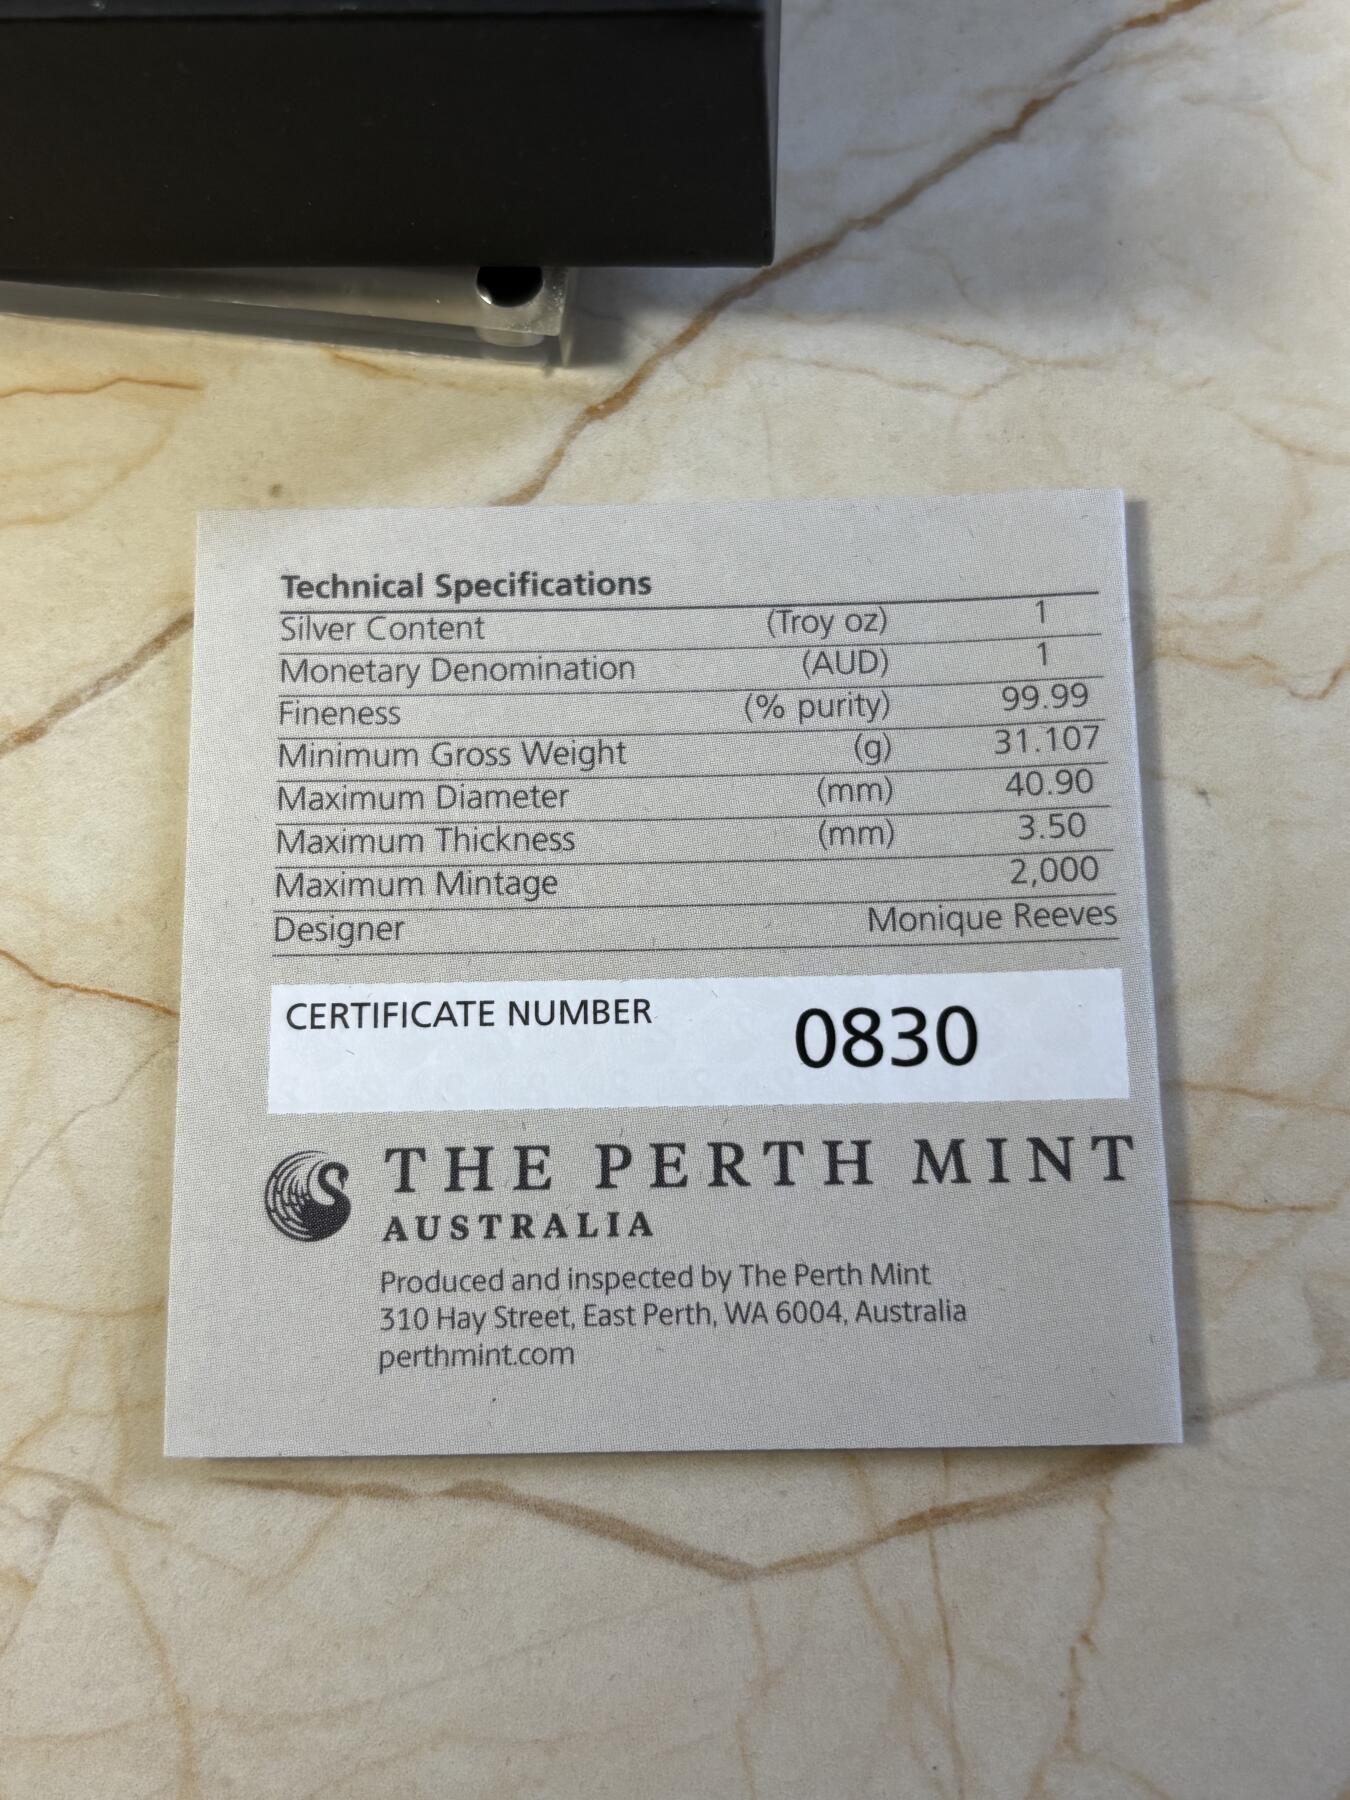 Technical Specifications
Silver Content (Troy oz) 1
Monetary Denomination (AUD) 1
Fineness (% purity) 99.99
Minimum Gross Weight (g) 31.107
Maximum Diameter (mm) 40.90
Maximum Thickness (mm) 3.50
Maximum Mintage 2,000
Designer Monique Reeves
CERTIFICATE NUMBER 0830
THE PERTH MINT
AUSTRALIA
Produced and inspected by The Perth Mint
310 Hay Street, East Perth, WA 6004, Australia
perthmint.com